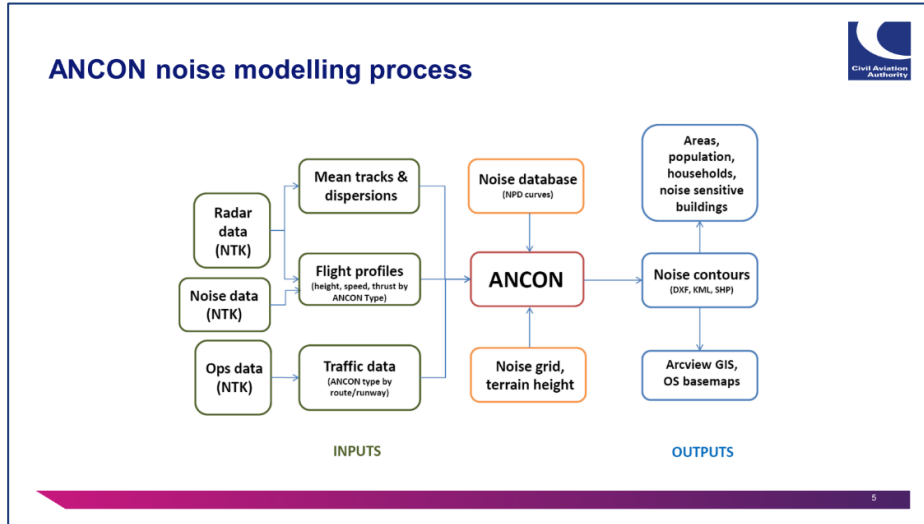 ANCON noise modelling process
Civil Aviation
Authority
Mean tracks &
dispersions
Noise database
(NPD curves)
Areas,
population,
households,
noise sensitive
buildings
Radar
data
(NTK)
Flight profiles
(height, speed, thrust by
ANCON Type)
ANCON
Noise contours
(DXF, KML, SHP)
Noise data
(NTK)
Ops data
(NTK)
Traffic data
(ANCON type by
route/runway)
Noise grid,
terrain height
Arcview GIS,
OS basemaps
INPUTS
OUTPUTS
5